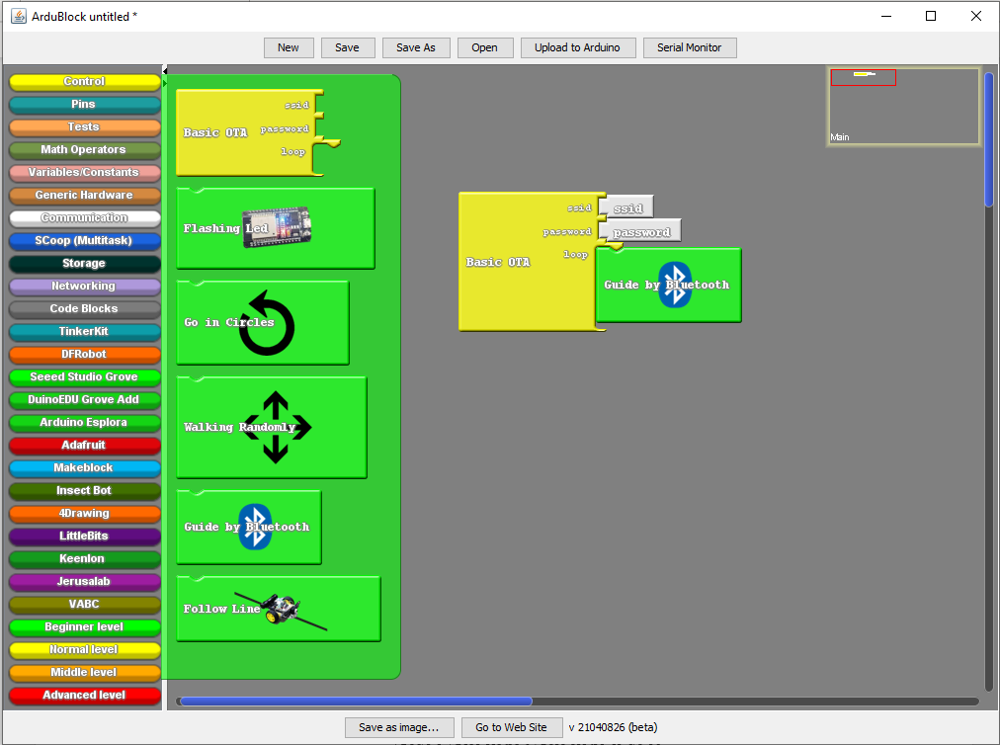 ArduBlock untitled *
New Save Save As Open Upload to Arduino Serial Monitor
Control
Pins
Tests
Math Operators
Variables/Constants
Generic Hardware
Communication
SCoop (Multitask)
Storage
Networking
Code Blocks
TinkerKit
DFRobot
Seeed Studio Grove
DuinoEDU Grove Add
Arduino Esplora
Adafruit
Makeblock
Insect Bot
4Drawing
LittleBits
Keenlon
Jerusalab
VABC
Beginner level
Normal level
Middle level
Advanced level
ssid
Basic OTA password
loop
Flashing Led
Go in Circles
Walking Randomly
Guide by Bluetooth
Follow Line
ssid ssid
password password
Basic OTA loop
Guide by Bluetooth
Main
Save as image... Go to Web Site v 21040826 (beta)